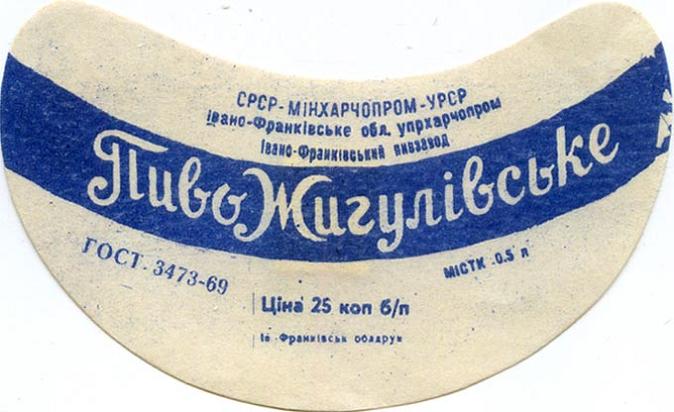 СРСР-МІНХАРЧОПРОМ-УРСР
Івано-Франківське обл. упрхарчопром
Івано-Франківський пивзавод
Пиво Жигулівське
ГОСТ. 3473-69
МІСТК 0.5 л
Ціна 25 коп б/п
Ів Франківськ облдрук